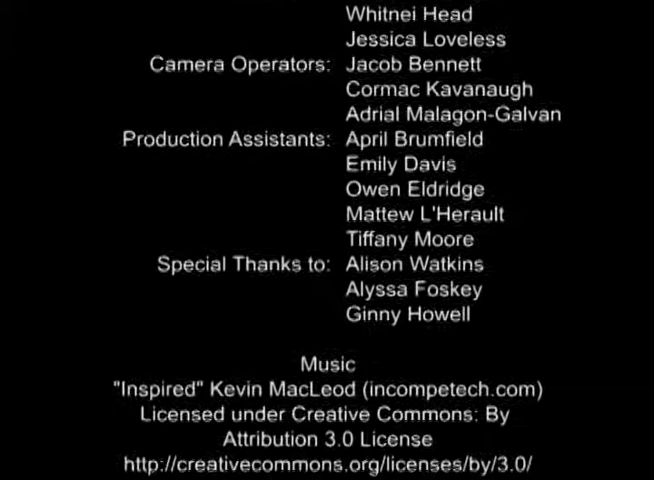 Whitnei Head
Jessica Loveless
Camera Operators: Jacob Bennett
Cormac Kavanaugh
Adrial Malagon-Galvan
Production Assistants: April Brumfield
Emily Davis
Owen Eldridge
Mattew L'Herault
Tiffany Moore
Special Thanks to: Alison Watkins
Alyssa Foskey
Ginny Howell
Music
"Inspired" Kevin MacLeod (incompetech.com)
Licensed under Creative Commons: By
Attribution 3.0 License
http://creativecommons.org/licenses/by/3.0/